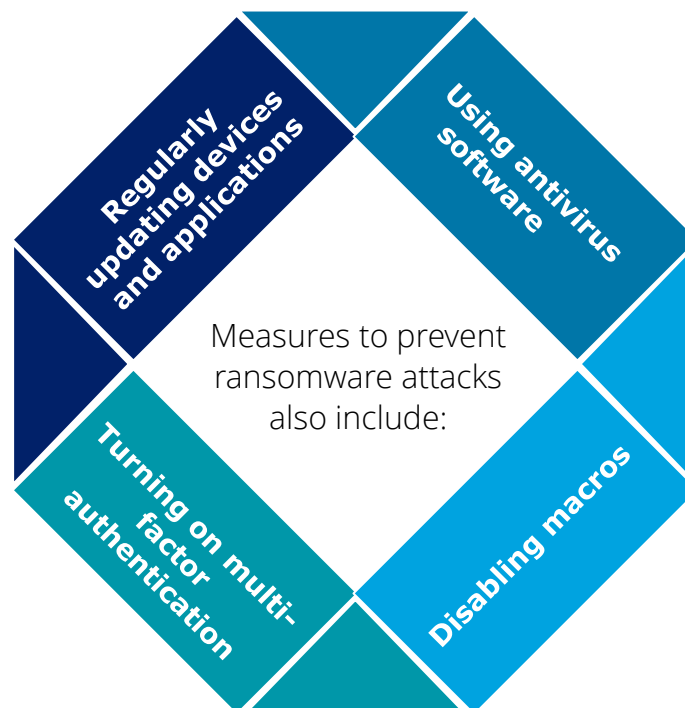 Regularly
updating devices
and applications
Using antivirus
software
Measures to prevent
ransomware attacks
also include:
Turning on multi-
factor
authentication
Disabling macros